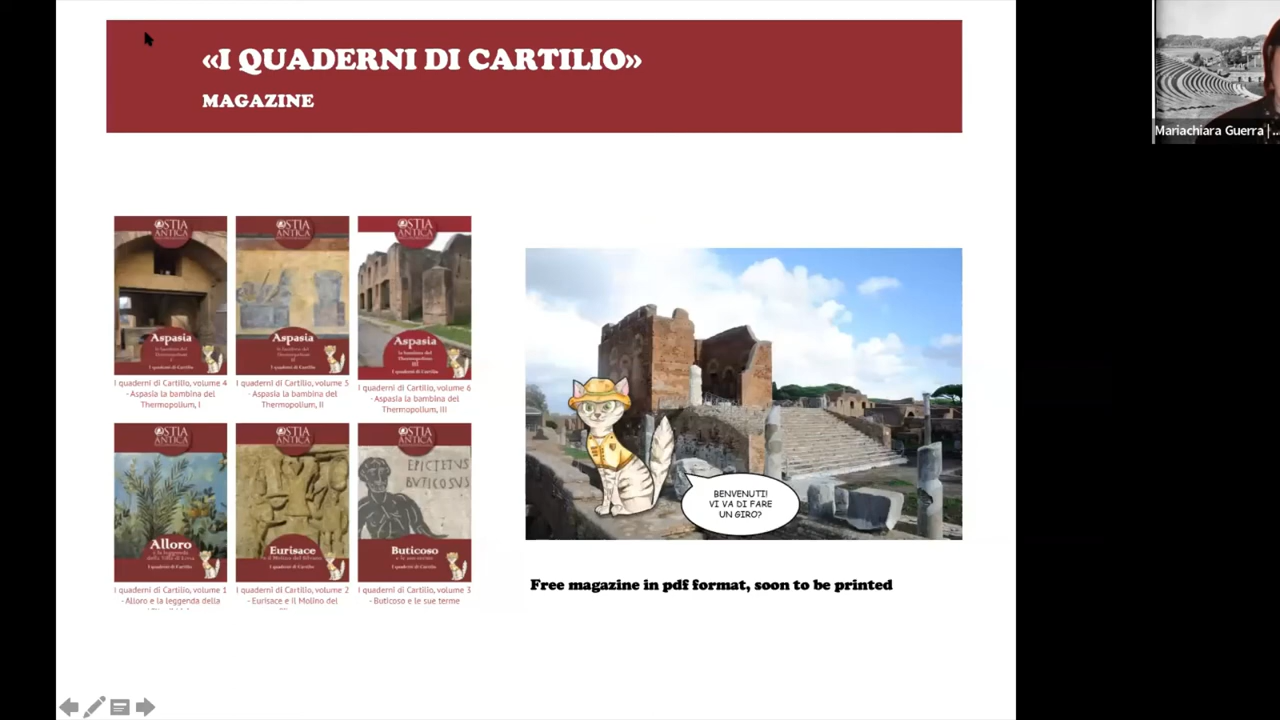 «I QUADERNI DI CARTILIO»
MAGAZINE
Mariachiara Guerra | ...
OSTIA
ANTICA
Aspasia
la bambina del
Thermopolium
I
I quaderni di Cartilio
I quaderni di Cartilio, volume 4
- Aspasia la bambina del
Thermopolium, I
OSTIA
ANTICA
Aspasia
la bambina del
Thermopolium
II
I quaderni di Cartilio
I quaderni di Cartilio, volume 5
- Aspasia la bambina del
Thermopolium, II
OSTIA
ANTICA
Aspasia
la bambina del
Thermopolium
III
I quaderni di Cartilio
I quaderni di Cartilio, volume 6
- Aspasia la bambina del
Thermopolium, III
OSTIA
ANTICA
Alloro
e la leggenda
I quaderni di Cartilio
I quaderni di Cartilio, volume 1
- Alloro e la leggenda della
OSTIA
ANTICA
Eurisace
e il Molino del Silvano
I quaderni di Cartilio
I quaderni di Cartilio, volume 2
- Eurisace e il Molino del
OSTIA
ANTICA
EPICTETUS
BUTICOSUS
Buticoso
e le sue terme
I quaderni di Cartilio
I quaderni di Cartilio, volume 3
- Buticoso e le sue terme
BENVENUTI!
VI VA DI FARE
UN GIRO?
Free magazine in pdf format, soon to be printed